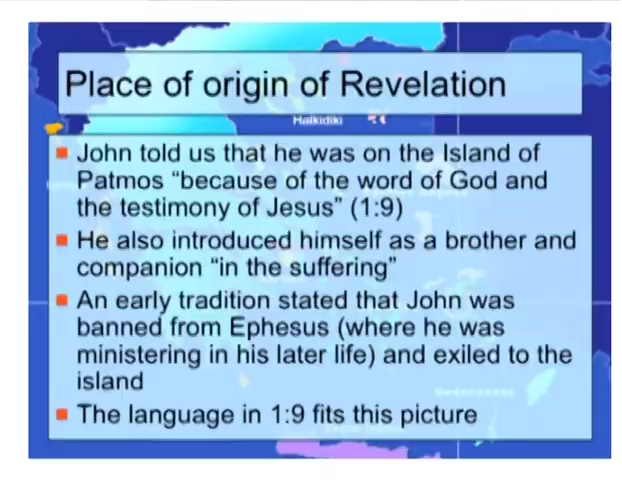 Place of origin of Revelation
Halkidiki
John told us that he was on the Island of
Patmos “because of the word of God and
the testimony of Jesus” (1:9)
He also introduced himself as a brother and
companion “in the suffering”
An early tradition stated that John was
banned from Ephesus (where he was
ministering in his later life) and exiled to the
island
The language in 1:9 fits this picture